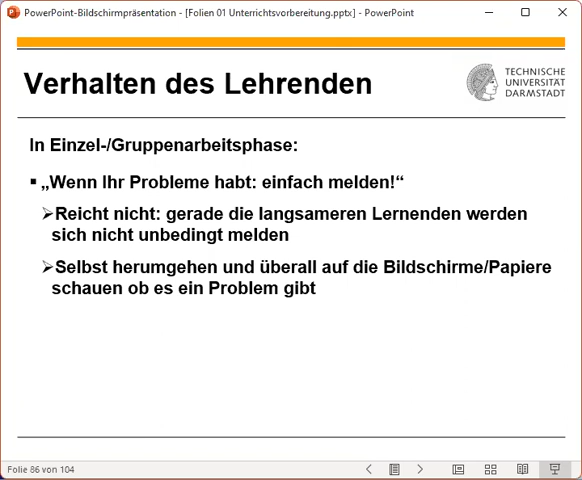 PowerPoint-Bildschirmpräsentation - [Folien 01 Unterrichtsvorbereitung.pptx] - PowerPoint
Verhalten des Lehrenden
TECHNISCHE
UNIVERSITÄT
DARMSTADT
In Einzel-/Gruppenarbeitsphase:
▪ „Wenn Ihr Probleme habt: einfach melden!“
➢Reicht nicht: gerade die langsameren Lernenden werden
sich nicht unbedingt melden
➢Selbst herumgehen und überall auf die Bildschirme/Papiere
schauen ob es ein Problem gibt
Folie 86 von 104